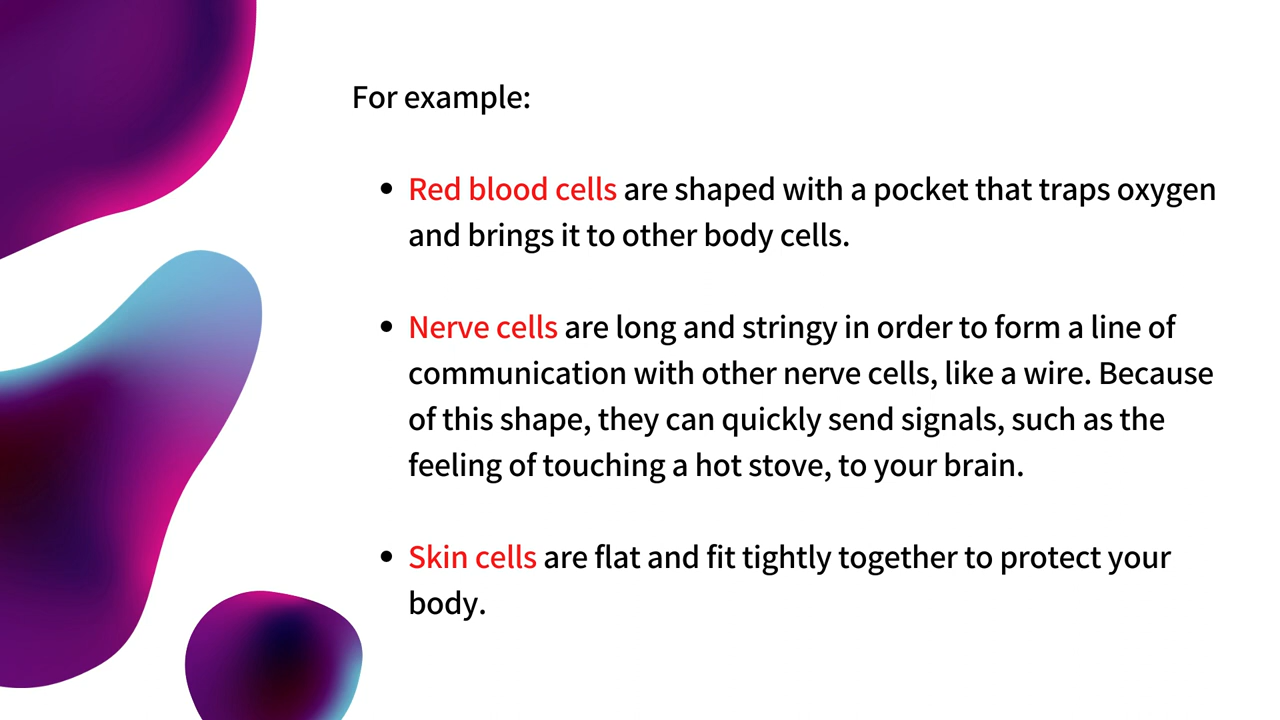 For example:
• Red blood cells are shaped with a pocket that traps oxygen
and brings it to other body cells.
• Nerve cells are long and stringy in order to form a line of
communication with other nerve cells, like a wire. Because
of this shape, they can quickly send signals, such as the
feeling of touching a hot stove, to your brain.
• Skin cells are flat and fit tightly together to protect your
body.